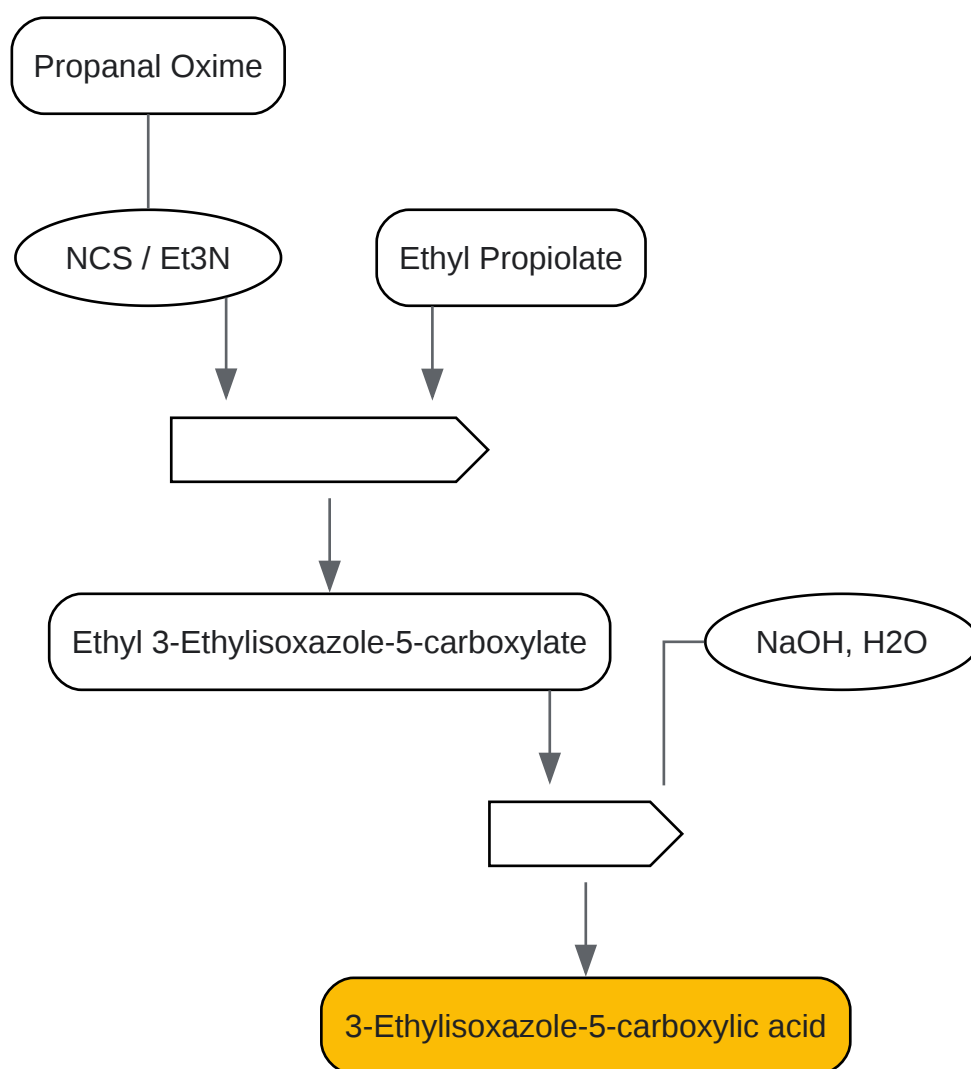 Propanal Oxime
NCS / Et3N
Ethyl Propiolate
Ethyl 3-Ethylisoxazole-5-carboxylate
NaOH, H2O
3-Ethylisoxazole-5-carboxylic acid